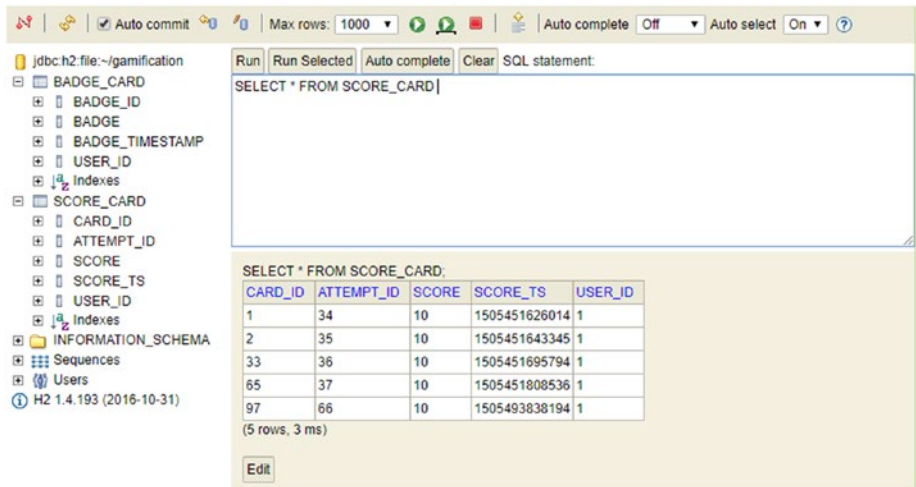 Auto commit Max rows: 1000 Auto complete Off Auto select On
jdbc:h2:file:~/gamification
BADGE_CARD
BADGE_ID
BADGE
BADGE_TIMESTAMP
USER_ID
Indexes
SCORE_CARD
CARD_ID
ATTEMPT_ID
SCORE
SCORE_TS
USER_ID
Indexes
INFORMATION_SCHEMA
Sequences
Users
H2 1.4.193 (2016-10-31)
Run Run Selected Auto complete Clear SQL statement:
SELECT * FROM SCORE_CARD
SELECT * FROM SCORE_CARD;
CARD_ID ATTEMPT_ID SCORE SCORE_TS USER_ID
1 34 10 1505451626014 1
2 35 10 1505451643345 1
33 36 10 1505451695794 1
65 37 10 1505451808536 1
97 66 10 1505493838194 1
(5 rows, 3 ms)
Edit